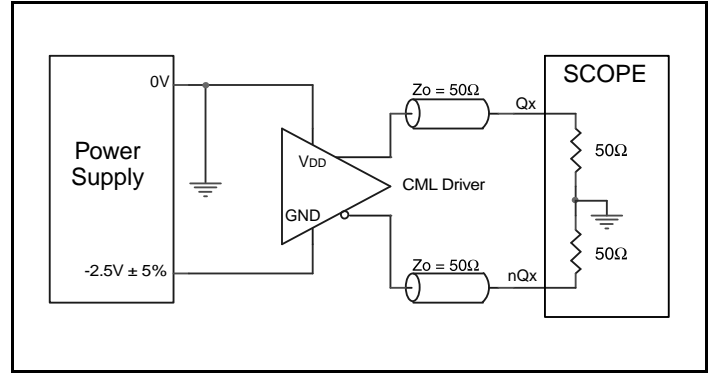 0V
Power
Supply
-2.5V ± 5%
VDD
GND
CML Driver
Zo = 50Ω
Qx
Zo = 50Ω
nQx
SCOPE
50Ω
50Ω